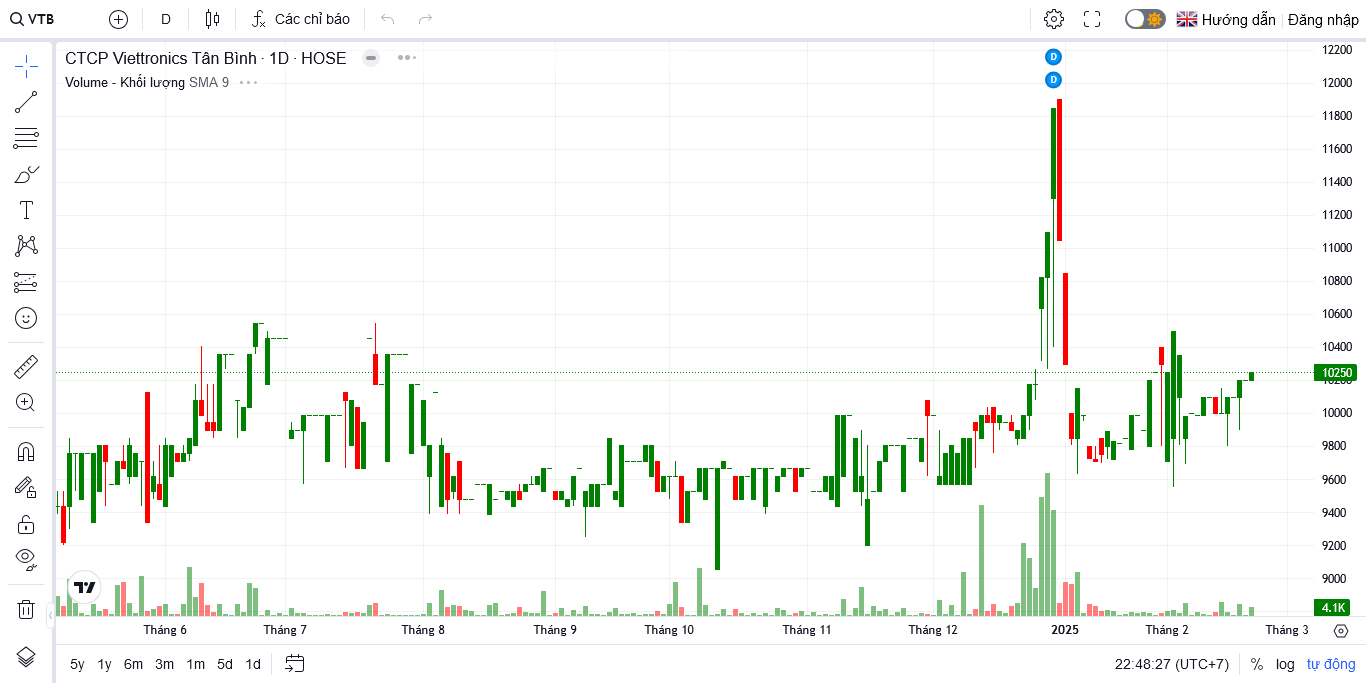 VTB D Các chỉ báo Hướng dẫn Đăng nhập
CTCP Viettronics Tân Bình · 1D · HOSE
Volume - Khối lượng SMA 9
D
D
12200
12000
11800
11600
11400
11200
11000
10800
10600
10400
10250
10200
10000
9800
9600
9400
9200
9000
4.1K
Tháng 6 Tháng 7 Tháng 8 Tháng 9 Tháng 10 Tháng 11 Tháng 12 2025 Tháng 2 Tháng 3
5y 1y 6m 3m 1m 5d 1d 22:48:27 (UTC+7) % log tự động